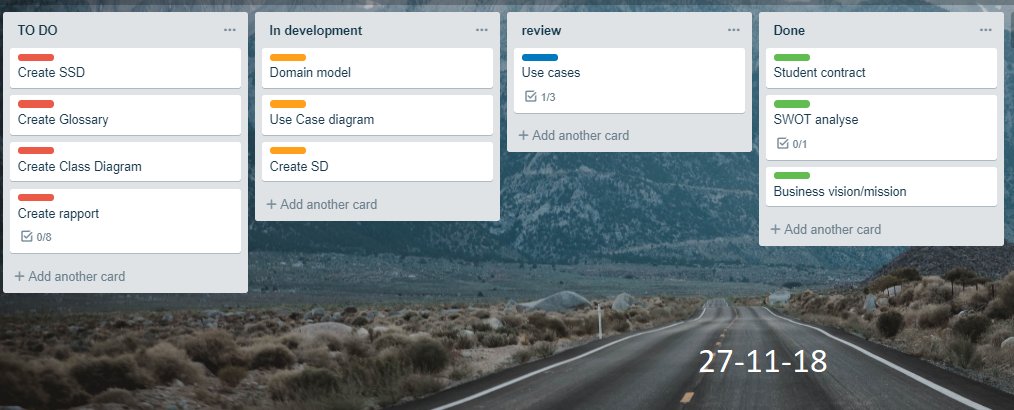 TO DO
Create SSD
Create Glossary
Create Class Diagram
Create rapport
0/8
+ Add another card
In development
Domain model
Use Case diagram
Create SD
+ Add another card
review
Use cases
1/3
+ Add another card
Done
Student contract
SWOT analyse
0/1
Business vision/mission
+ Add another card
27-11-18